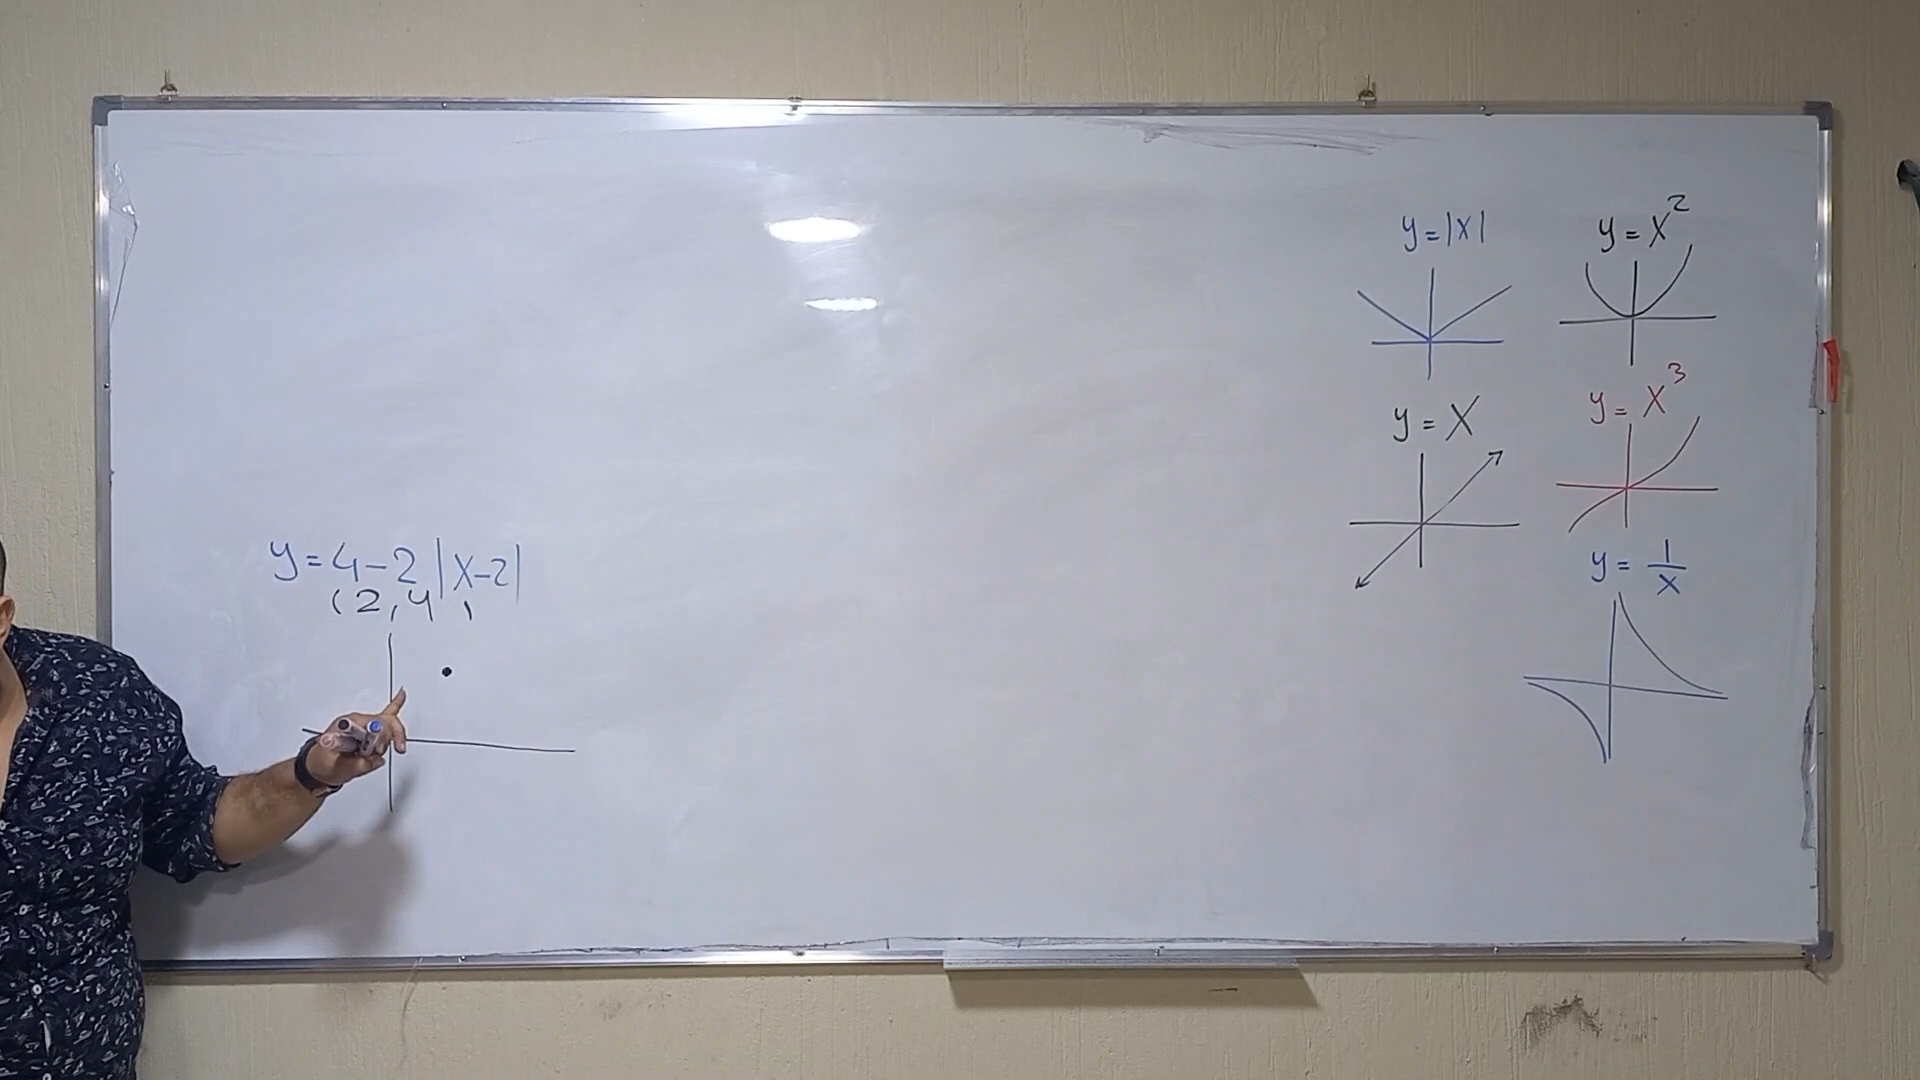 y=4-2|x-2|
(2,4)
y=|x|
y=x²
y=x
y=x³
y=1/x